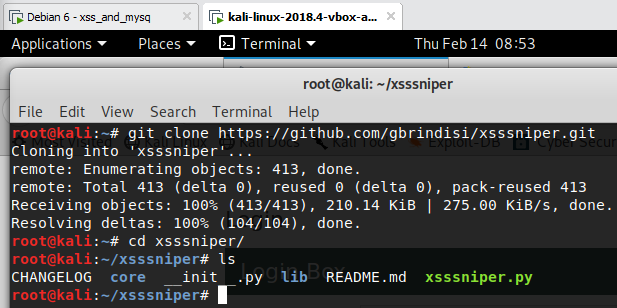 Debian 6 - xss_and_mysq
kali-linux-2018.4-vbox-a...
Applications Places Terminal Thu Feb 14 08:53
root@kali: ~/xsssniper
File Edit View Search Terminal Help
root@kali:~# git clone https://github.com/gbrindisi/xsssniper.git
Cloning into 'xsssniper'...
remote: Enumerating objects: 413, done.
remote: Total 413 (delta 0), reused 0 (delta 0), pack-reused 413
Receiving objects: 100% (413/413), 210.14 KiB | 275.00 KiB/s, done.
Resolving deltas: 100% (104/104), done.
root@kali:~# cd xsssniper/
root@kali:~/xsssniper# ls
CHANGELOG core __init__.py lib README.md xsssniper.py
root@kali:~/xsssniper#